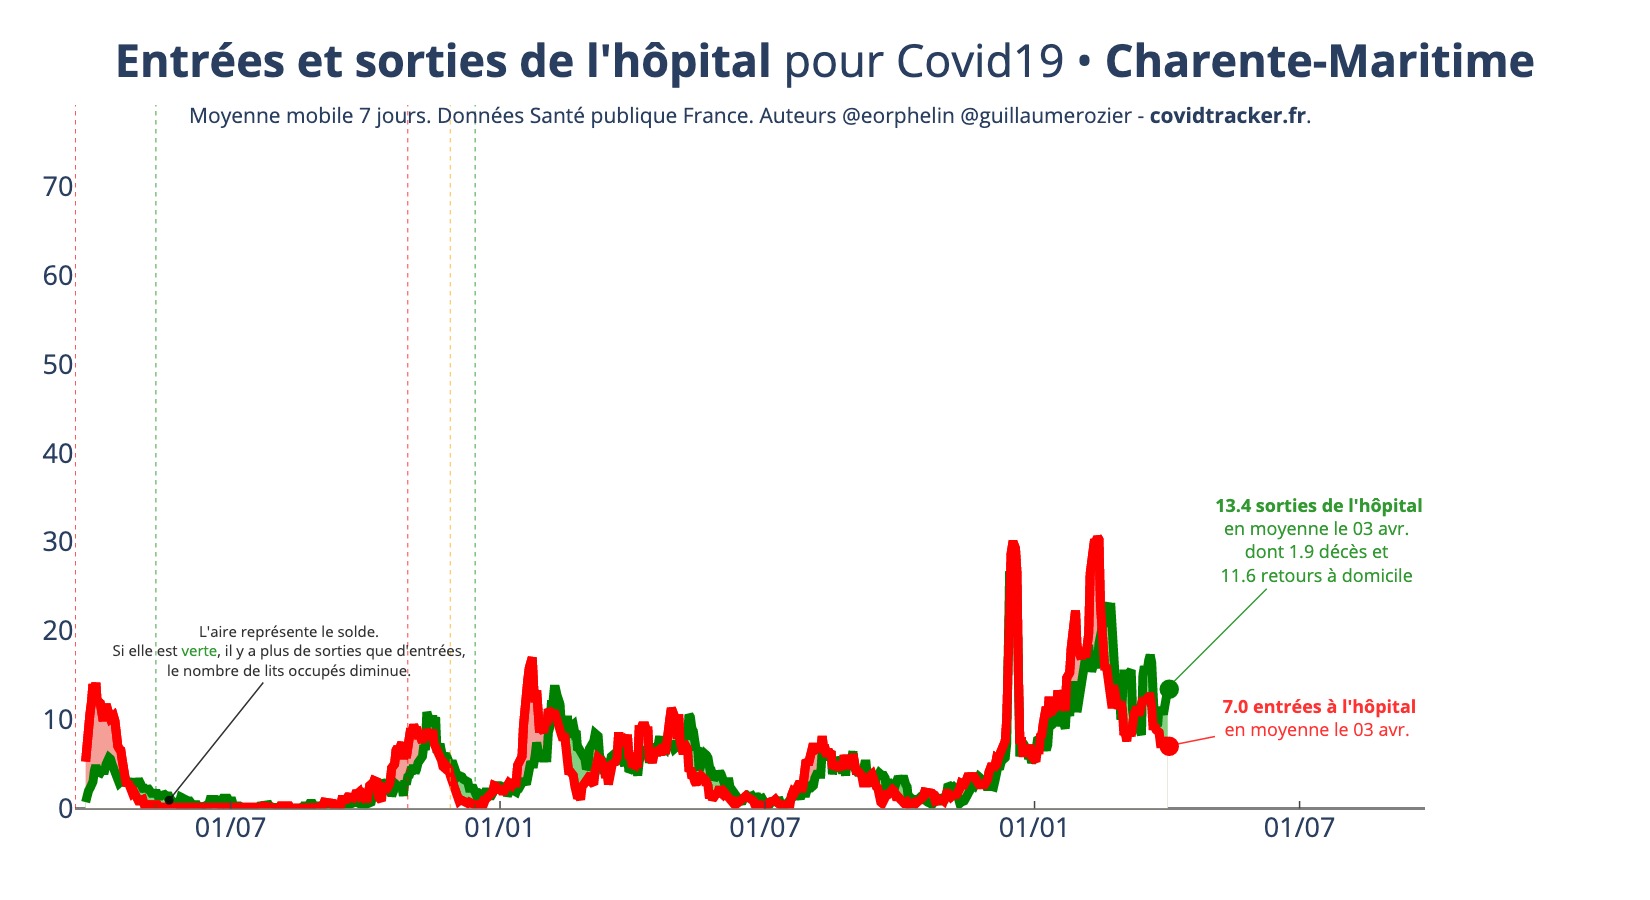 Entrées et sorties de l'hôpital pour Covid19 • Charente-Maritime
Moyenne mobile 7 jours. Données Santé publique France. Auteurs @eorphelin @guillaumerozier - covidtracker.fr.
70
60
50
40
30
20
10
0
L'aire représente le solde.
Si elle est verte, il y a plus de sorties que d'entrées,
le nombre de lits occupés diminue.
13.4 sorties de l'hôpital
en moyenne le 03 avr.
dont 1.9 décès et
11.6 retours à domicile
7.0 entrées à l'hôpital
en moyenne le 03 avr.
01/07
01/01
01/07
01/01
01/07